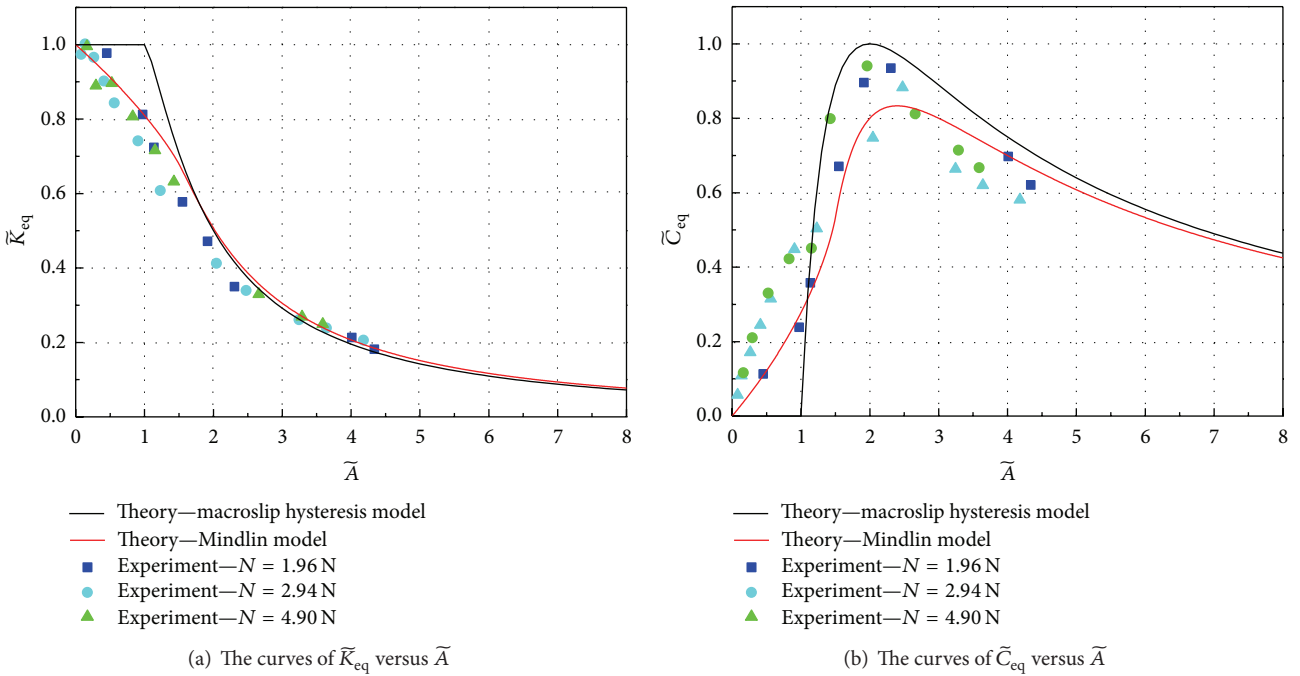 1.0
0.8
0.6
0.4
0.2
0.0
K̃eq
0 1 2 3 4 5 6 7 8
Ã
Theory—macroslip hysteresis model
Theory—Mindlin model
Experiment—N = 1.96 N
Experiment—N = 2.94 N
Experiment—N = 4.90 N
(a) The curves of K̃eq versus Ã
1.0
0.8
0.6
0.4
0.2
0.0
C̃eq
0 1 2 3 4 5 6 7 8
Ã
Theory—macroslip hysteresis model
Theory—Mindlin model
Experiment—N = 1.96 N
Experiment—N = 2.94 N
Experiment—N = 4.90 N
(b) The curves of C̃eq versus Ã